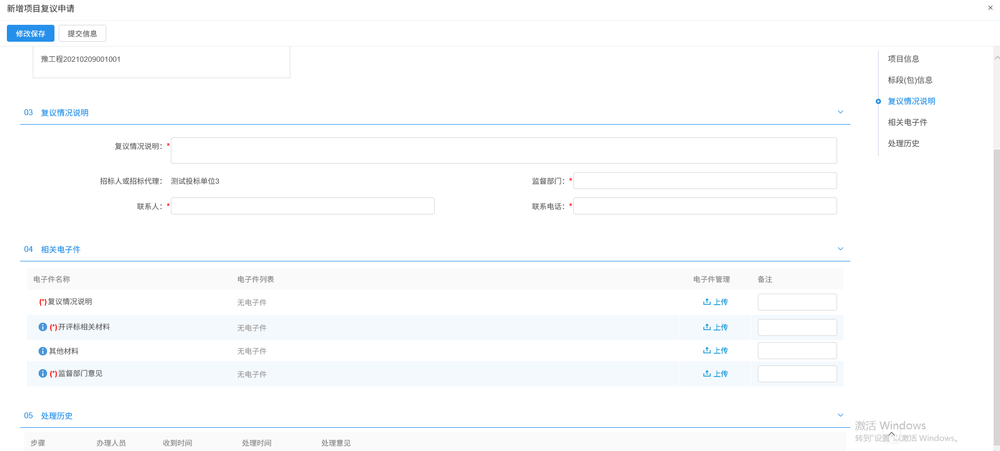 新增项目复议申请
×
修改保存 提交信息
豫工程20210209001001
项目信息
标段(包)信息
复议情况说明
相关电子件
处理历史
03 复议情况说明
复议情况说明：*
招标人或招标代理： 测试投标单位3 监督部门：*
联系人：* 联系电话：*
04 相关电子件
电子件名称 电子件列表 电子件管理 备注
(*)复议情况说明 无电子件 上传
(*)开评标相关材料 无电子件 上传
其他材料 无电子件 上传
(*)监督部门意见 无电子件 上传
05 处理历史
步骤 办理人员 收到时间 处理时间 处理意见
激活 Windows
转到"设置"以激活 Windows。